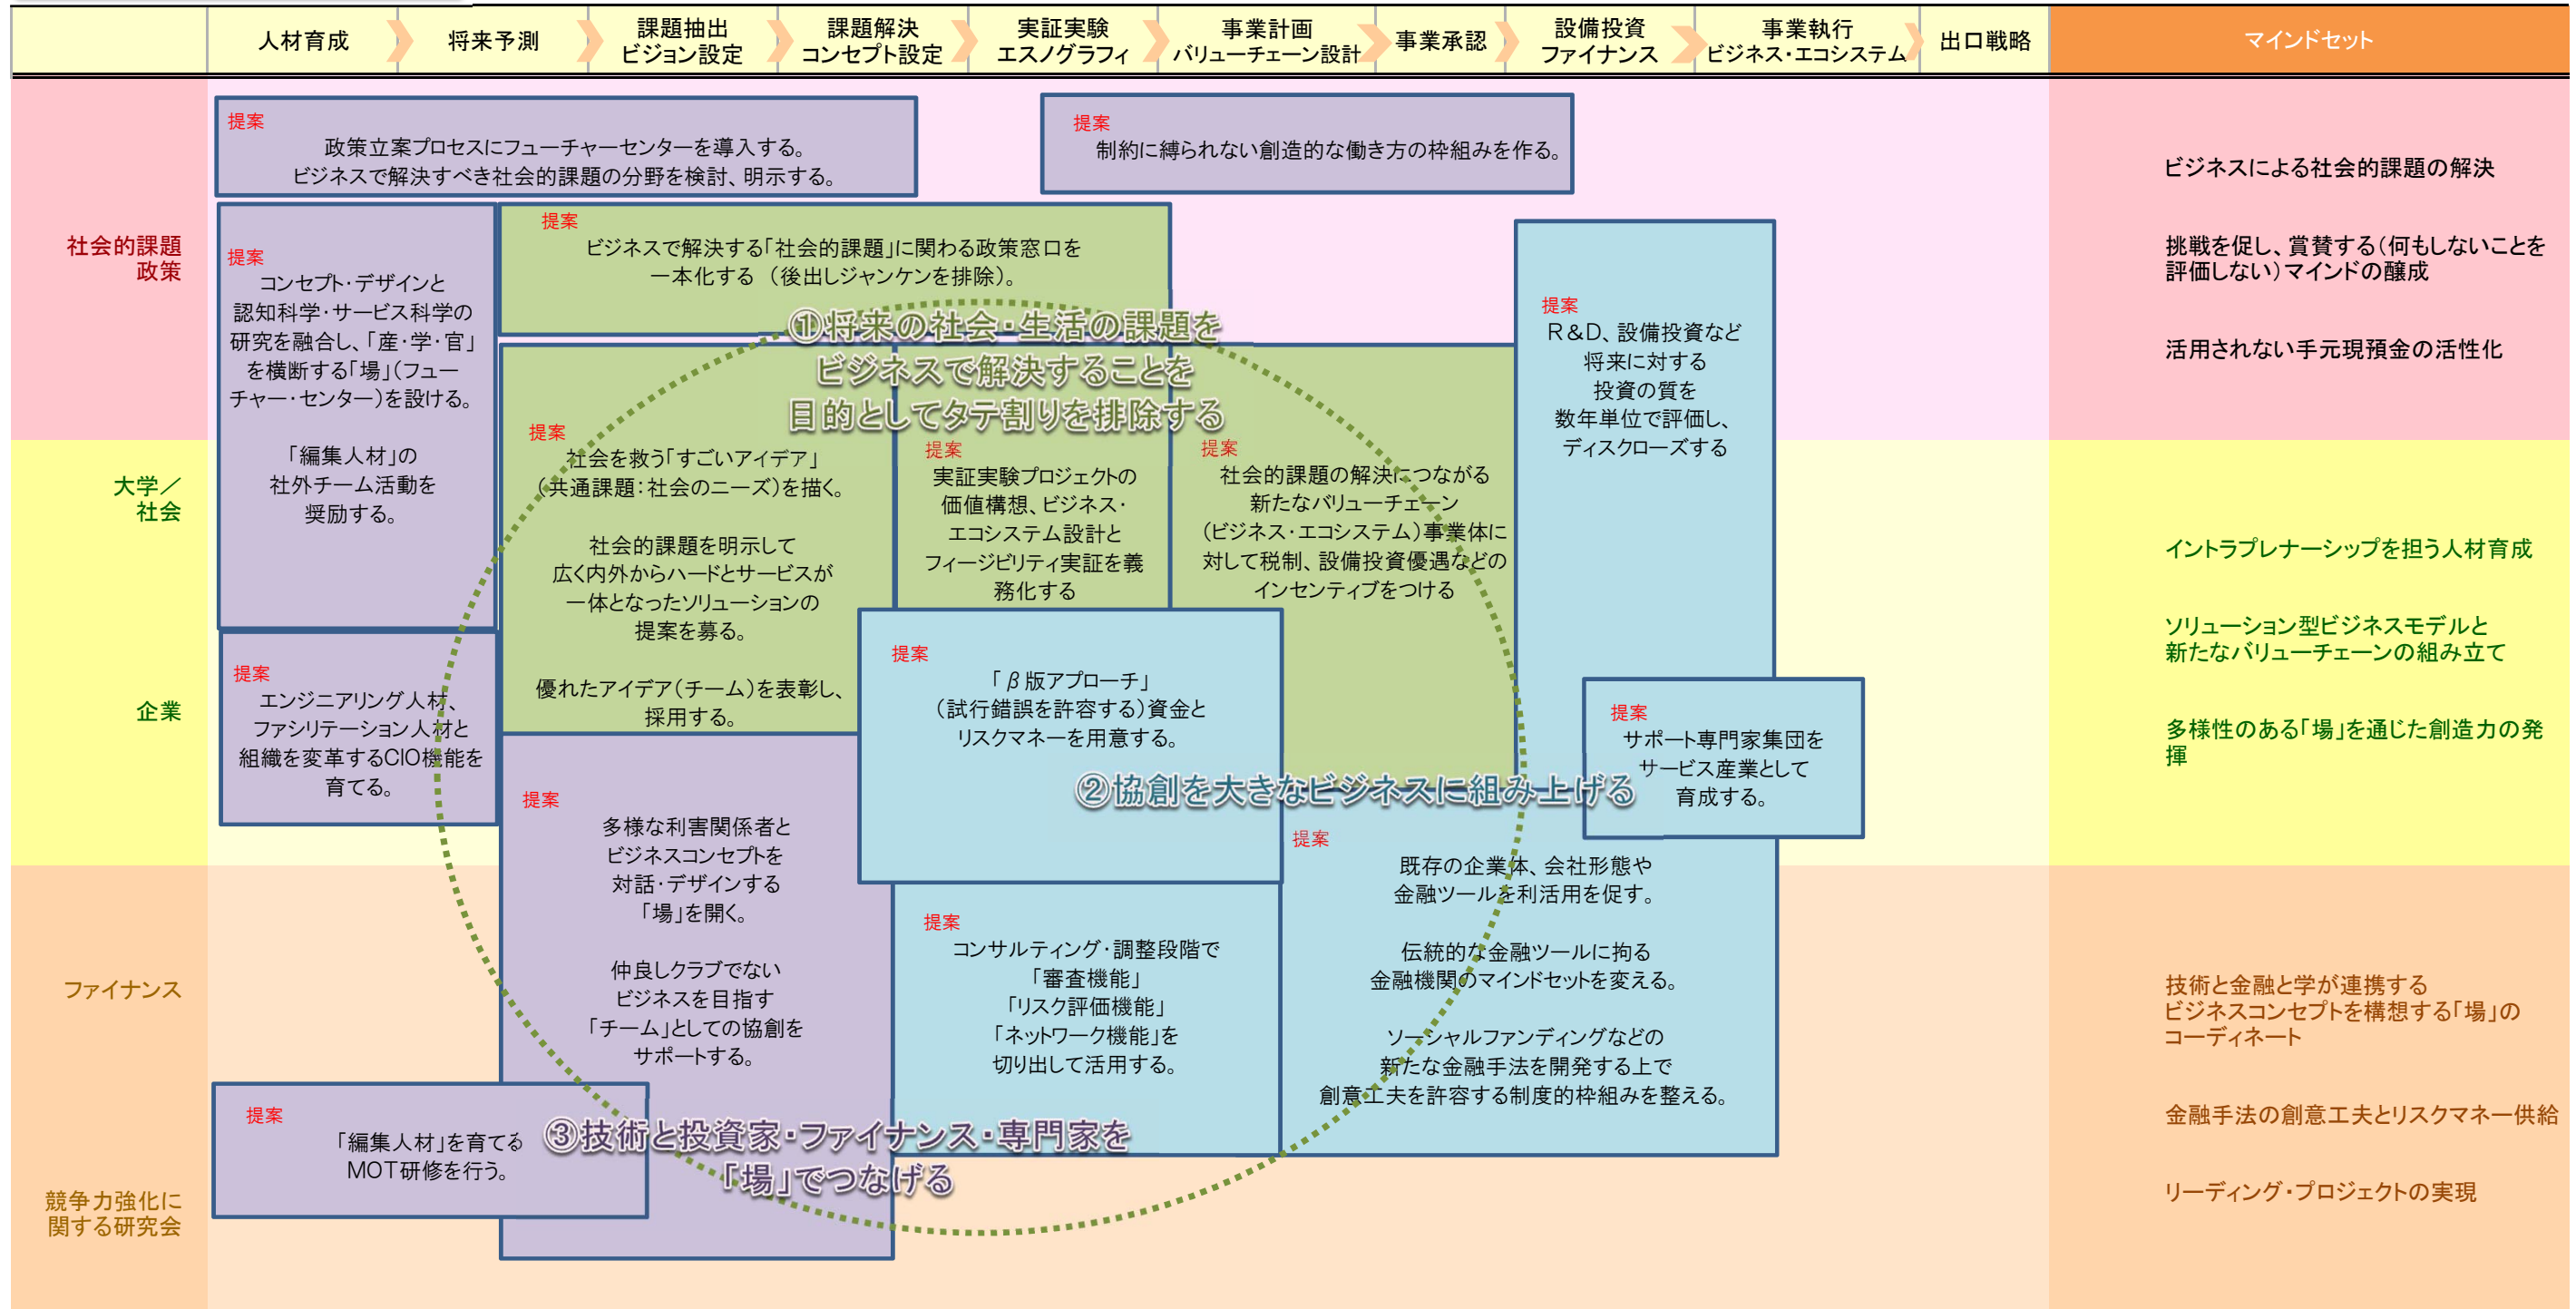 人材育成
将来予測
課題抽出
ビジョン設定
課題解決
コンセプト設定
実証実験
エスノグラフィ
事業計画
バリューチェーン設計
事業承認
設備投資
ファイナンス
事業執行
ビジネス・エコシステム
出口戦略
マインドセット
社会的課題
政策
大学／
社会
企業
ファイナンス
競争力強化に
関する研究会
提案
政策立案プロセスにフューチャーセンターを導入する。
ビジネスで解決すべき社会的課題の分野を検討、明示する。
提案
制約に縛られない創造的な働き方の枠組みを作る。
提案
コンセプト・デザインと
認知科学・サービス科学の
研究を融合し、「産・学・官」
を横断する「場」（フュー
チャー・センター）を設ける。
「編集人材」の
社外チーム活動を
奨励する。
提案
ビジネスで解決する「社会的課題」に関わる政策窓口を
一本化する （後出しジャンケンを排除）。
①将来の社会・生活の課題を
ビジネスで解決することを
目的としてタテ割りを排除する
提案
社会を救う「すごいアイデア」
（共通課題：社会のニーズ）を描く。
社会的課題を明示して
広く内外からハードとサービスが
一体となったソリューションの
提案を募る。
優れたアイデア（チーム）を表彰し、
採用する。
提案
実証実験プロジェクトの
価値構想、ビジネス・
エコシステム設計と
フィージビリティ実証を義
務化する
提案
社会的課題の解決につながる
新たなバリューチェーン
（ビジネス・エコシステム）事業体に
対して税制、設備投資優遇などの
インセンティブをつける
提案
Ｒ＆Ｄ、設備投資など
将来に対する
投資の質を
数年単位で評価し、
ディスクローズする
提案
エンジニアリング人材、
ファシリテーション人材と
組織を変革するCIO機能を
育てる。
提案
「β版アプローチ」
（試行錯誤を許容する）資金と
リスクマネーを用意する。
提案
サポート専門家集団を
サービス産業として
育成する。
②協創を大きなビジネスに組み上げる
提案
多様な利害関係者と
ビジネスコンセプトを
対話・デザインする
「場」を開く。
仲良しクラブでない
ビジネスを目指す
「チーム」としての協創を
サポートする。
提案
コンサルティング・調整段階で
「審査機能」
「リスク評価機能」
「ネットワーク機能」を
切り出して活用する。
提案
既存の企業体、会社形態や
金融ツールを利活用を促す。
伝統的な金融ツールに拘る
金融機関のマインドセットを変える。
ソーシャルファンディングなどの
新たな金融手法を開発する上で
創意工夫を許容する制度的枠組みを整える。
提案
「編集人材」を育てる
MOT研修を行う。
③技術と投資家・ファイナンス・専門家を
「場」でつなげる
ビジネスによる社会的課題の解決
挑戦を促し、賞賛する（何もしないことを
評価しない）マインドの醸成
活用されない手元現預金の活性化
イントラプレナーシップを担う人材育成
ソリューション型ビジネスモデルと
新たなバリューチェーンの組み立て
多様性のある「場」を通じた創造力の発
揮
技術と金融と学が連携する
ビジネスコンセプトを構想する「場」の
コーディネート
金融手法の創意工夫とリスクマネー供給
リーディング・プロジェクトの実現